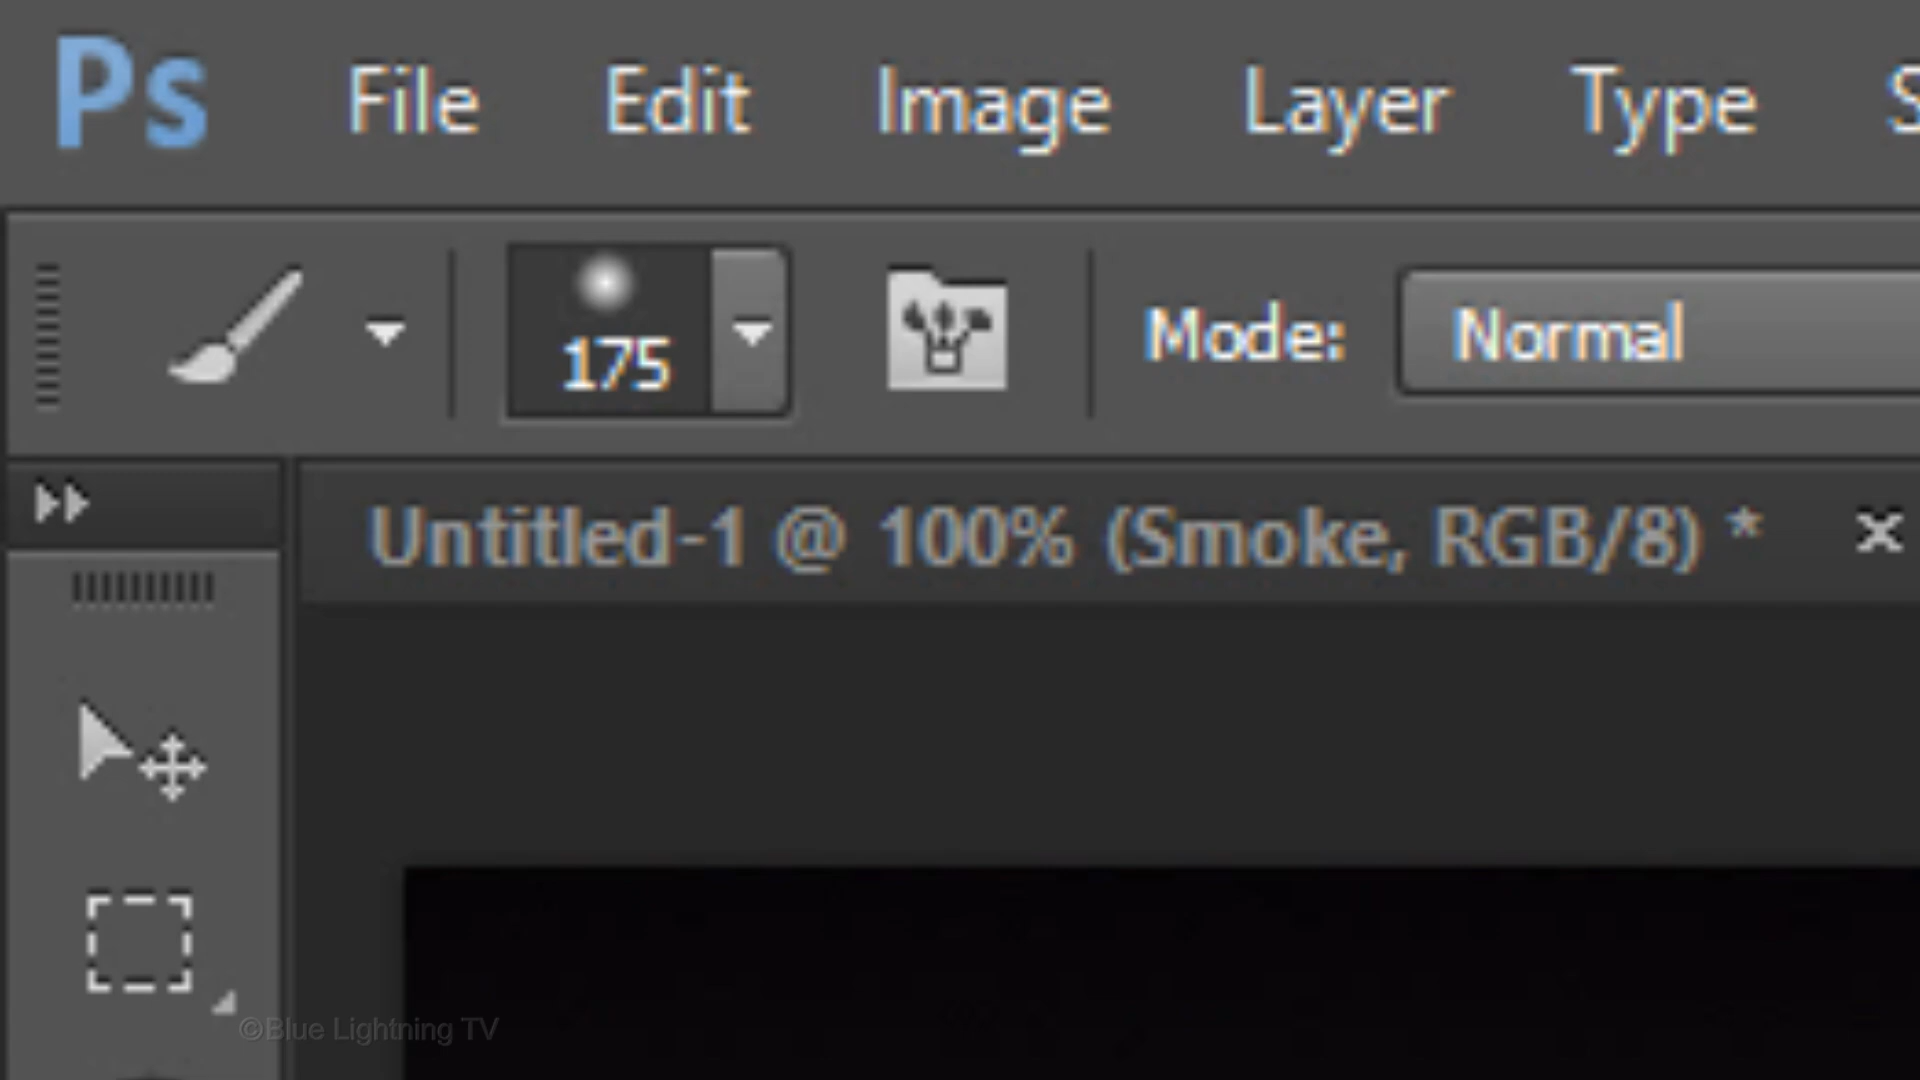 Ps File Edit Image Layer Type S
175 Mode: Normal
Untitled-1 @ 100% (Smoke, RGB/8) *
©Blue Lightning TV